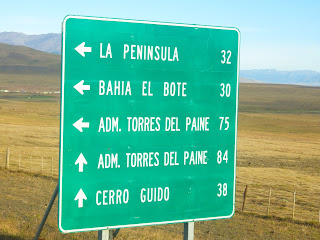 ← LA PENINSULA 32
← BAHIA EL BOTE 30
← ADM. TORRES DEL PAINE 75
↑ ADM. TORRES DEL PAINE 84
↑ CERRO GUIDO 38